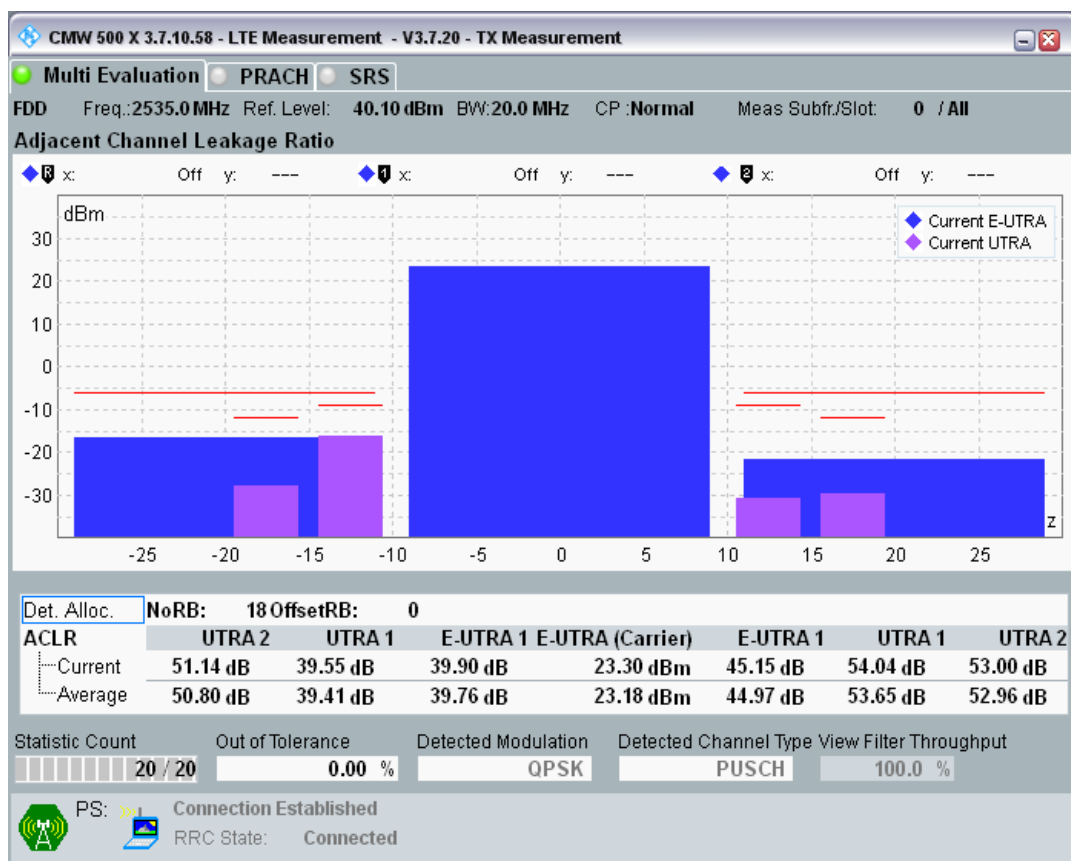 CMW 500 X 3.7.10.58 - LTE Measurement - V3.7.20 - TX Measurement
Multi Evaluation PRACH SRS
FDD Freq.:2535.0 MHz Ref. Level: 40.10 dBm BW:20.0 MHz CP :Normal Meas Subfr./Slot: 0 / All
Adjacent Channel Leakage Ratio
R x: Off y: --- 1 x: Off y: --- 2 x: Off y: ---
dBm
Current E-UTRA
Current UTRA
30
20
10
0
-10
-20
-30
z
-25 -20 -15 -10 -5 0 5 10 15 20 25
Det. Alloc. NoRB: 18 OffsetRB: 0
ACLR UTRA 2 UTRA 1 E-UTRA 1 E-UTRA (Carrier) E-UTRA 1 UTRA 1 UTRA 2
Current 51.14 dB 39.55 dB 39.90 dB 23.30 dBm 45.15 dB 54.04 dB 53.00 dB
Average 50.80 dB 39.41 dB 39.76 dB 23.18 dBm 44.97 dB 53.65 dB 52.96 dB
Statistic Count Out of Tolerance Detected Modulation Detected Channel Type View Filter Throughput
20 / 20 0.00 % QPSK PUSCH 100.0 %
PS: Connection Established
RRC State: Connected